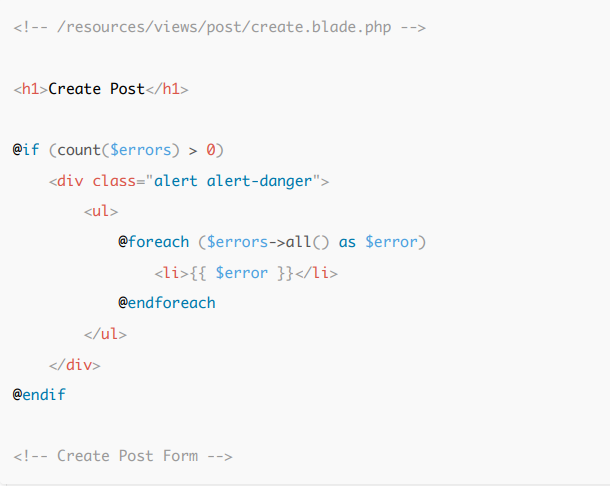 <!-- /resources/views/post/create.blade.php -->
<h1>Create Post</h1>
@if (count($errors) > 0)
<div class="alert alert-danger">
<ul>
@foreach ($errors->all() as $error)
<li>{{ $error }}</li>
@endforeach
</ul>
</div>
@endif
<!-- Create Post Form -->